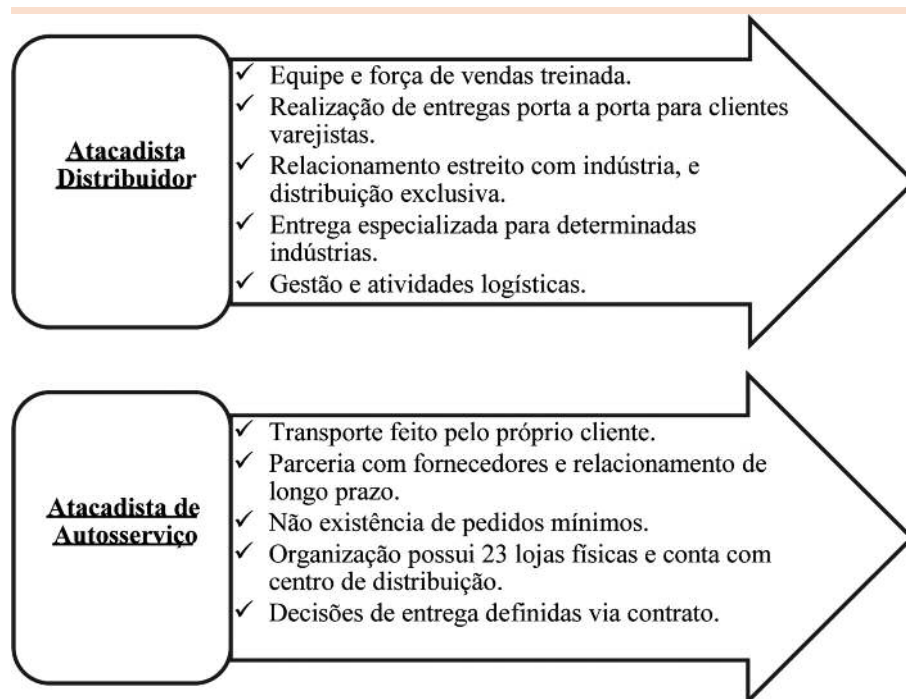 Atacadista
Distribuidor
✓ Equipe e força de vendas treinada.
✓ Realização de entregas porta a porta para clientes
varejistas.
✓ Relacionamento estreito com indústria, e
distribuição exclusiva.
✓ Entrega especializada para determinadas
indústrias.
✓ Gestão e atividades logísticas.
Atacadista de
Autosserviço
✓ Transporte feito pelo próprio cliente.
✓ Parceria com fornecedores e relacionamento de
longo prazo.
✓ Não existência de pedidos mínimos.
✓ Organização possui 23 lojas físicas e conta com
centro de distribuição.
✓ Decisões de entrega definidas via contrato.